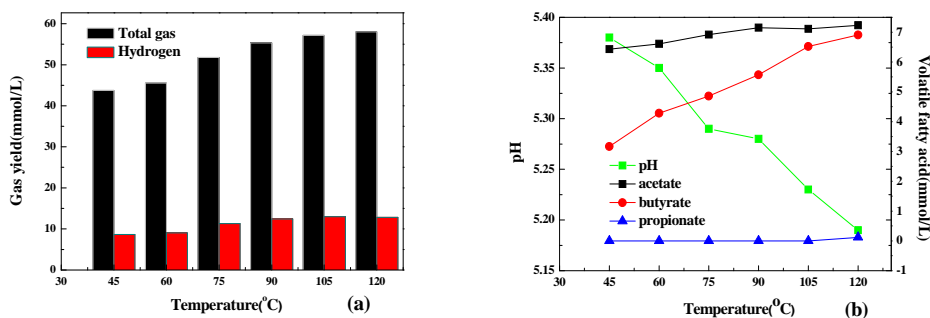 60
50
40
30
20
10
0
Gas yield(mmol/L)
Total gas
Hydrogen
30 45 60 75 90 105 120
Temperature(°C)
(a)
5.40
5.35
5.30
5.25
5.20
5.15
pH
pH
acetate
butyrate
propionate
7
6
5
4
3
2
1
0
-1
Volatile fatty acid(mmol/L)
30 45 60 75 90 105 120
Temperature(°C)
(b)